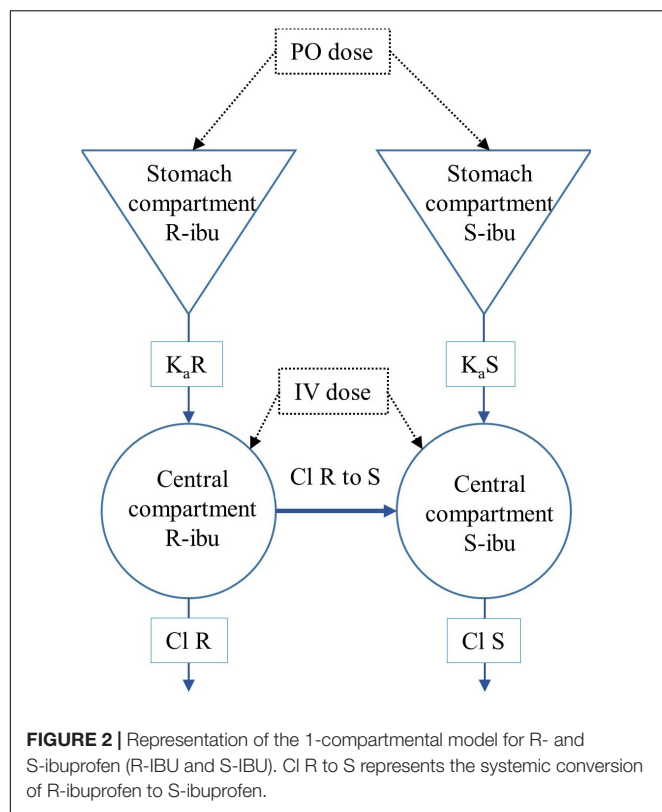 PO dose
Stomach
compartment
R-ibu
Stomach
compartment
S-ibu
KaR
KaS
IV dose
Cl R to S
Central
compartment
R-ibu
Central
compartment
S-ibu
Cl R
Cl S
FIGURE 2 | Representation of the 1-compartmental model for R- and
S-ibuprofen (R-IBU and S-IBU). Cl R to S represents the systemic conversion
of R-ibuprofen to S-ibuprofen.